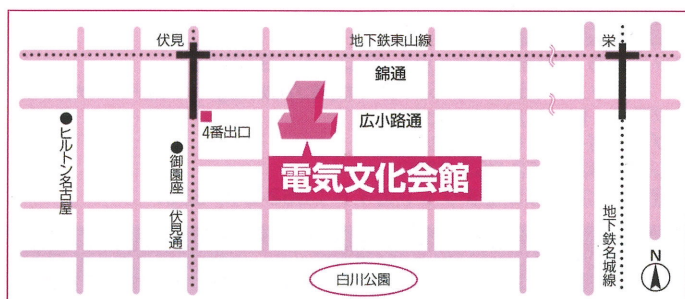 伏見
地下鉄東山線
栄
錦通
広小路通
4番出口
ヒルトン名古屋
御園座
電気文化会館
伏見通
地下鉄名城線
白川公園
N